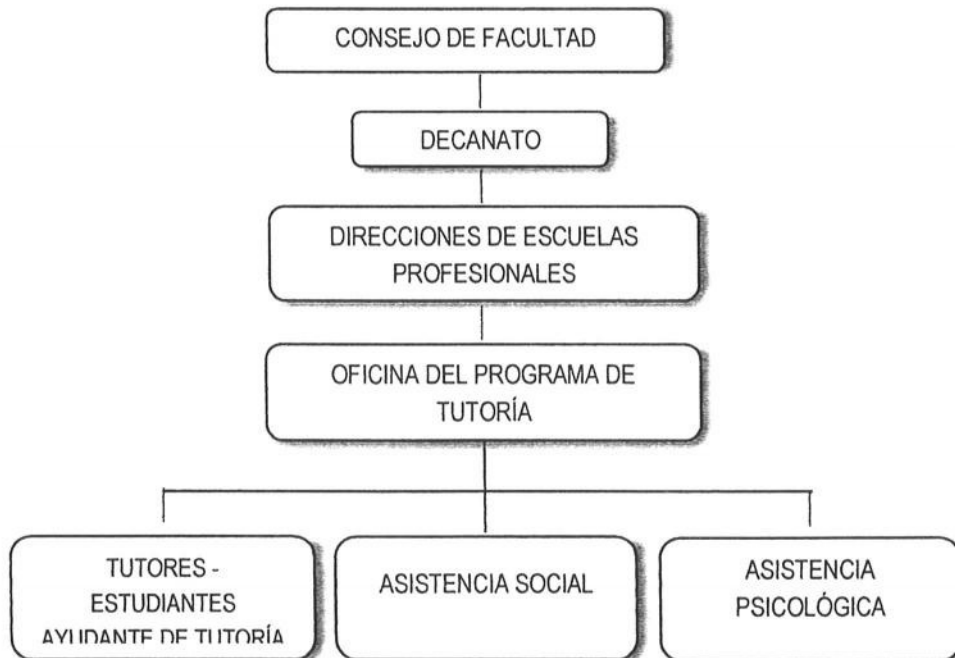 CONSEJO DE FACULTAD
DECANATO
DIRECCIONES DE ESCUELAS
PROFESIONALES
OFICINA DEL PROGRAMA DE
TUTORÍA
TUTORES -
ESTUDIANTES
AYUDANTE DE TUTORÍA
ASISTENCIA SOCIAL
ASISTENCIA
PSICOLÓGICA